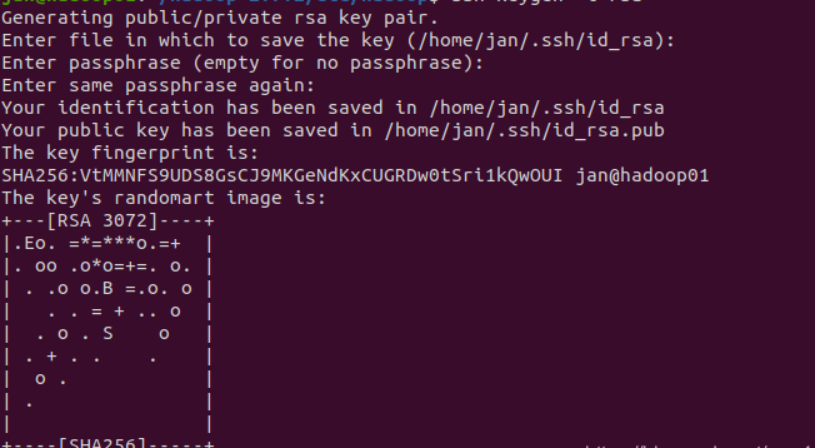 Generating public/private rsa key pair.
Enter file in which to save the key (/home/jan/.ssh/id_rsa):
Enter passphrase (empty for no passphrase):
Enter same passphrase again:
Your identification has been saved in /home/jan/.ssh/id_rsa
Your public key has been saved in /home/jan/.ssh/id_rsa.pub
The key fingerprint is:
SHA256:VtMMNFS9UDS8GsCJ9MKGeNdKxCUGRDw0tSri1kQwOUI jan@hadoop01
The key's randomart image is:
+---[RSA 3072]----+
|.Eo. =*=***o.=+  |
|. oo .o*o=+=. o. |
| . .o o.B =.o. o |
|   . . = + .. o  |
|  . o . S    o   |
| . + . .    .    |
|  o .            |
| .               |
|                 |
+----[SHA256]-----+